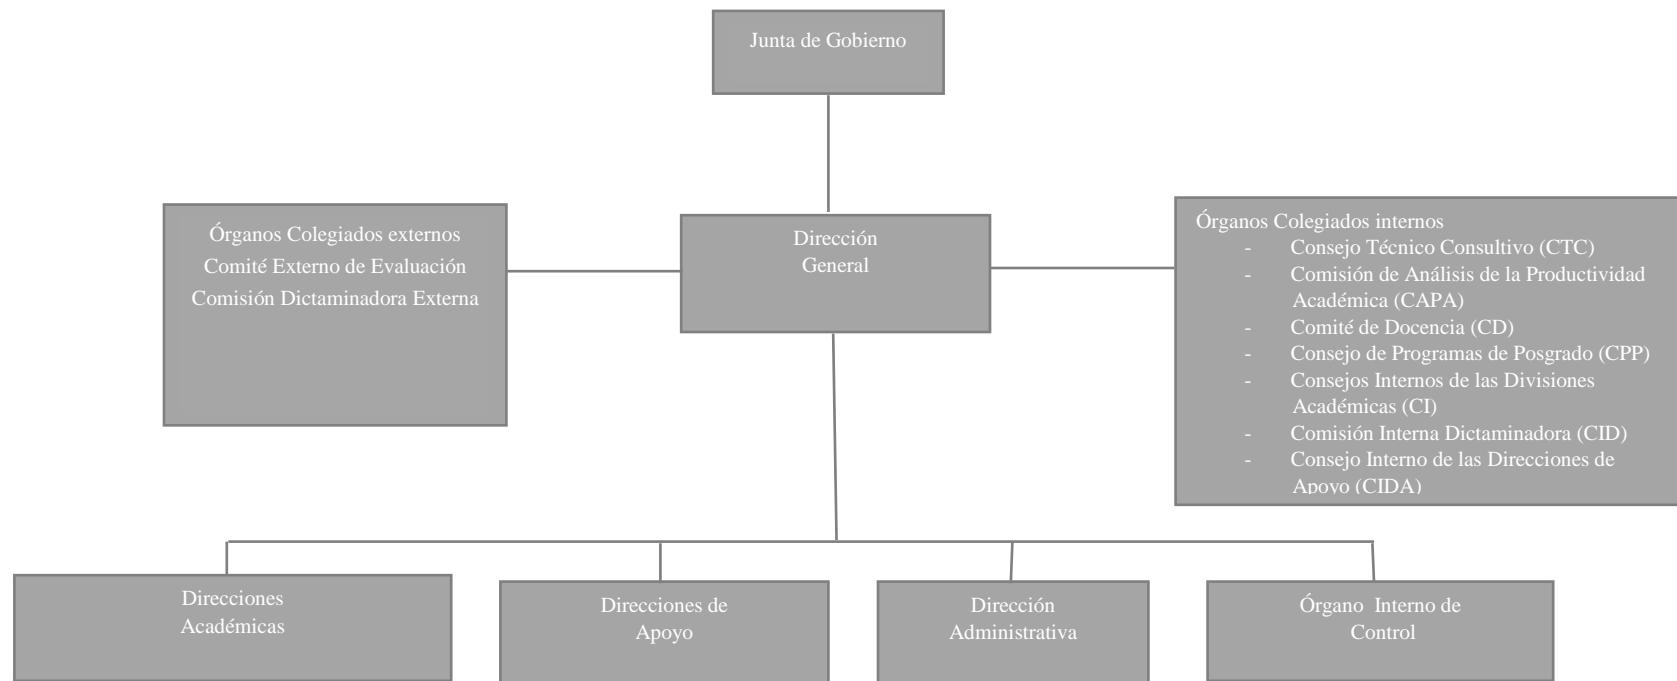 Junta de Gobierno
Órganos Colegiados externos
Comité Externo de Evaluación
Comisión Dictaminadora Externa
Dirección
General
Órganos Colegiados internos
- Consejo Técnico Consultivo (CTC)
- Comisión de Análisis de la Productividad
Académica (CAPA)
- Comité de Docencia (CD)
- Consejo de Programas de Posgrado (CPP)
- Consejos Internos de las Divisiones
Académicas (CI)
- Comisión Interna Dictaminadora (CID)
- Consejo Interno de las Direcciones de
Apoyo (CIDA)
Direcciones
Académicas
Direcciones de
Apoyo
Dirección
Administrativa
Órgano Interno de
Control